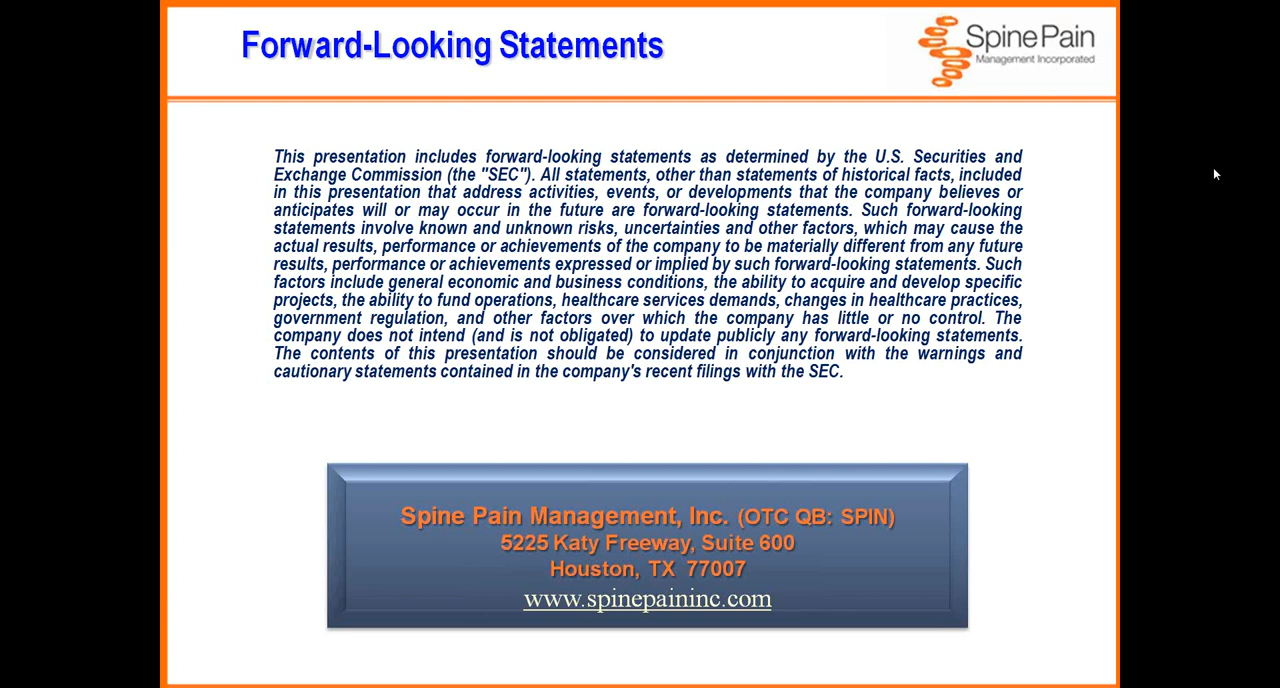 Forward-Looking Statements
Spine Pain
Management Incorporated
This presentation includes forward-looking statements as determined by the U.S. Securities and
Exchange Commission (the "SEC"). All statements, other than statements of historical facts, included
in this presentation that address activities, events, or developments that the company believes or
anticipates will or may occur in the future are forward-looking statements. Such forward-looking
statements involve known and unknown risks, uncertainties and other factors, which may cause the
actual results, performance or achievements of the company to be materially different from any future
results, performance or achievements expressed or implied by such forward-looking statements. Such
factors include general economic and business conditions, the ability to acquire and develop specific
projects, the ability to fund operations, healthcare services demands, changes in healthcare practices,
government regulation, and other factors over which the company has little or no control. The
company does not intend (and is not obligated) to update publicly any forward-looking statements.
The contents of this presentation should be considered in conjunction with the warnings and
cautionary statements contained in the company's recent filings with the SEC.
Spine Pain Management, Inc. (OTC QB: SPIN)
5225 Katy Freeway, Suite 600
Houston, TX 77007
www.spinepaininc.com